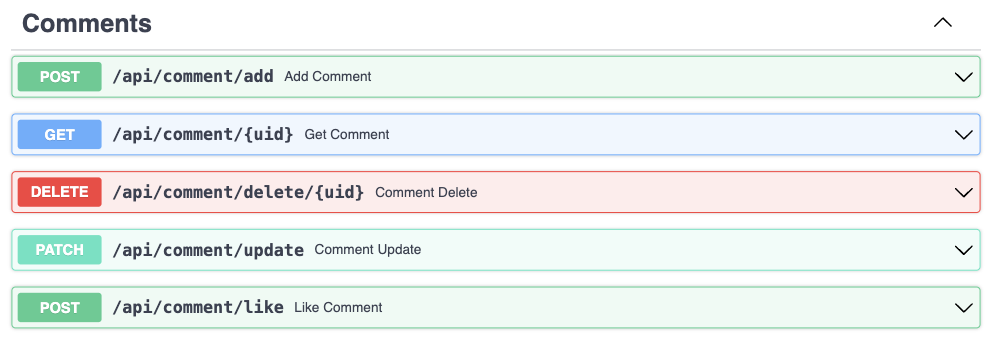 Comments
POST /api/comment/add Add Comment
GET /api/comment/{uid} Get Comment
DELETE /api/comment/delete/{uid} Comment Delete
PATCH /api/comment/update Comment Update
POST /api/comment/like Like Comment